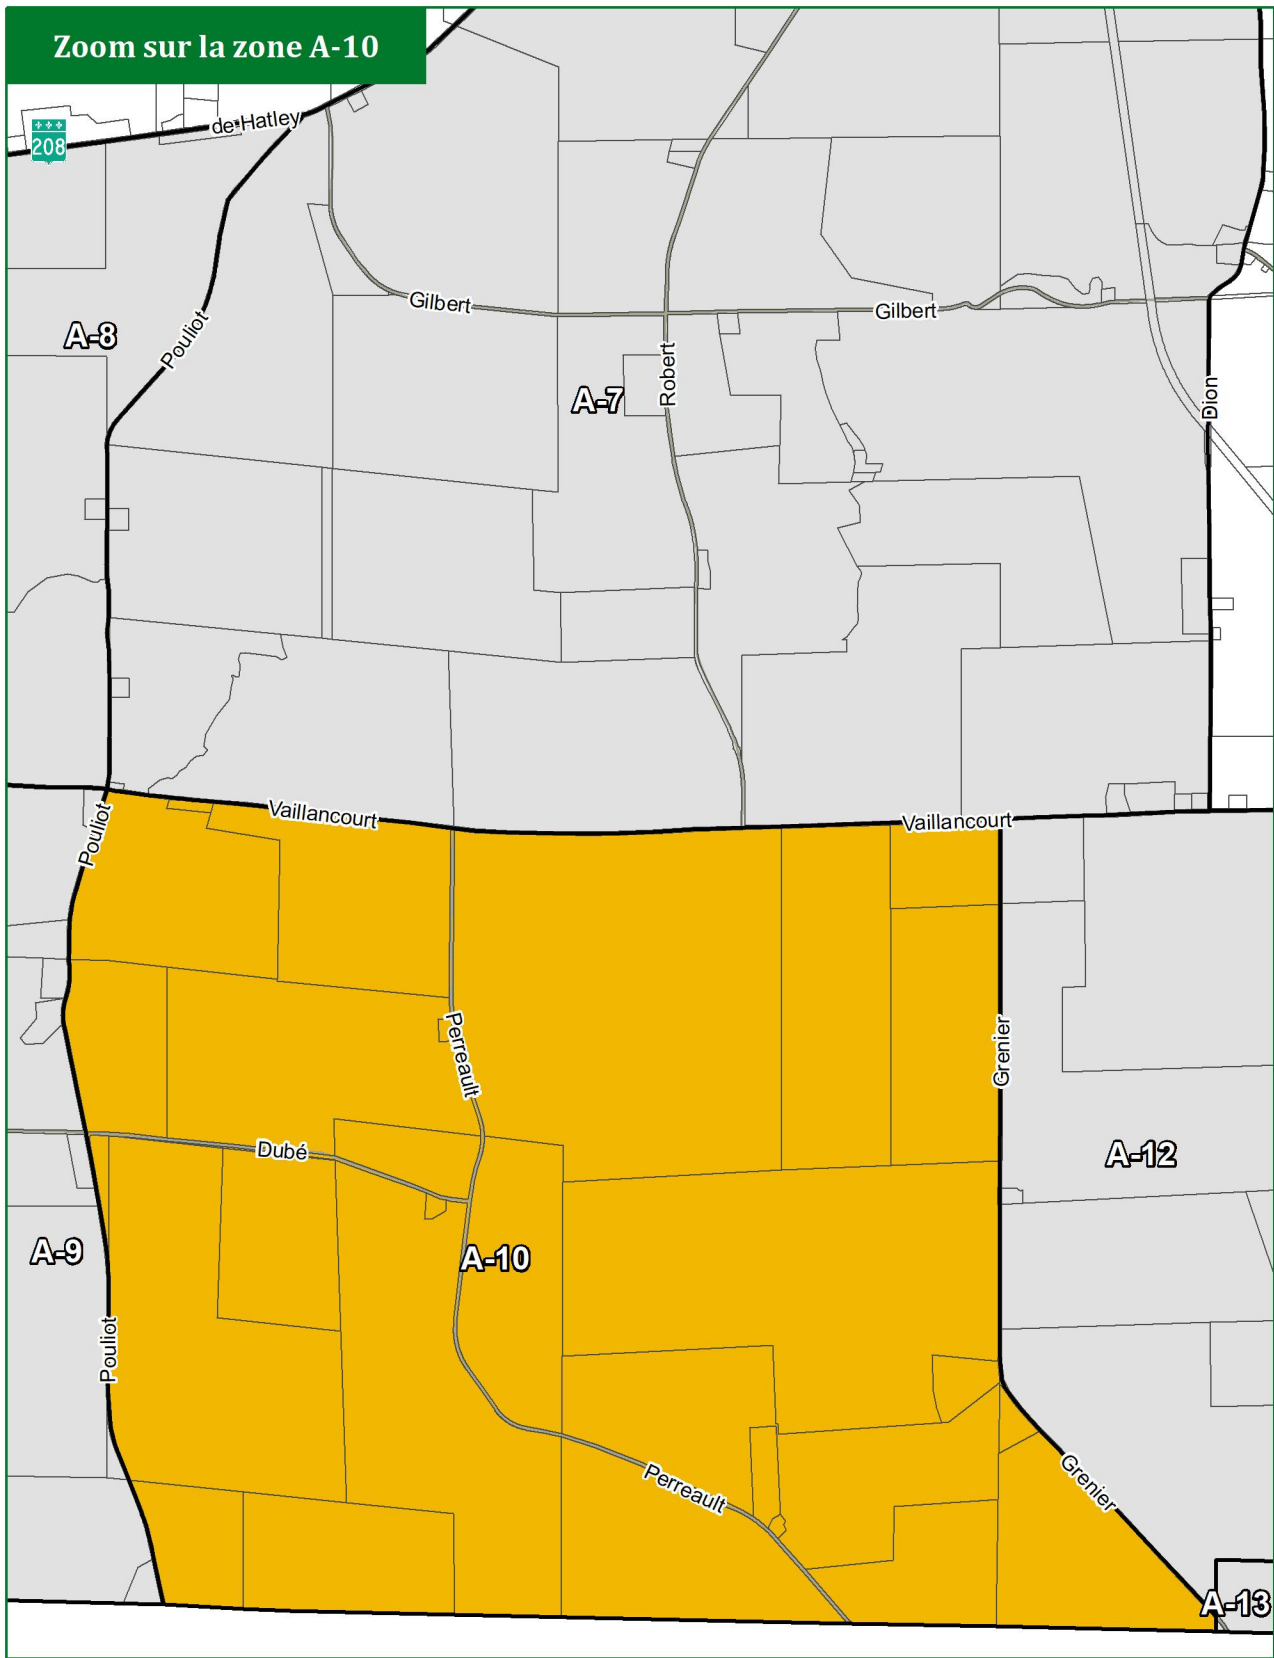 Zoom sur la zone A-10
de Hatley
208
Gilbert
Gilbert
Pouliot
A-8
Robert
A-7
Dion
Vaillancourt
Vaillancourt
Pouliot
Perreault
Grenier
Dubé
A-12
A-9
A-10
Pouliot
Perreault
Grenier
A-13